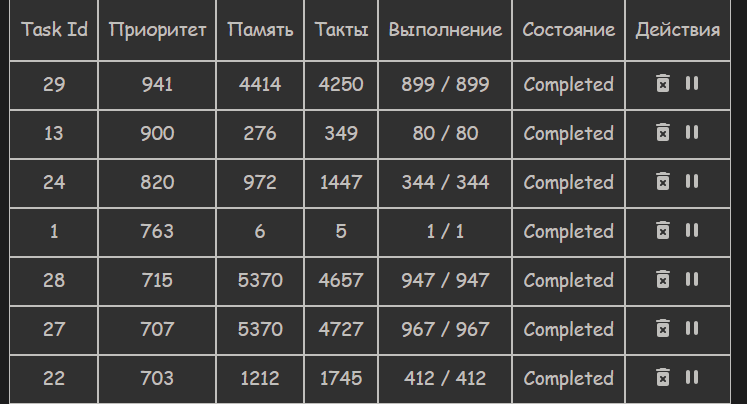 Task Id Приоритет Память Такты Выполнение Состояние Действия
29 941 4414 4250 899 / 899 Completed
13 900 276 349 80 / 80 Completed
24 820 972 1447 344 / 344 Completed
1 763 6 5 1 / 1 Completed
28 715 5370 4657 947 / 947 Completed
27 707 5370 4727 967 / 967 Completed
22 703 1212 1745 412 / 412 Completed